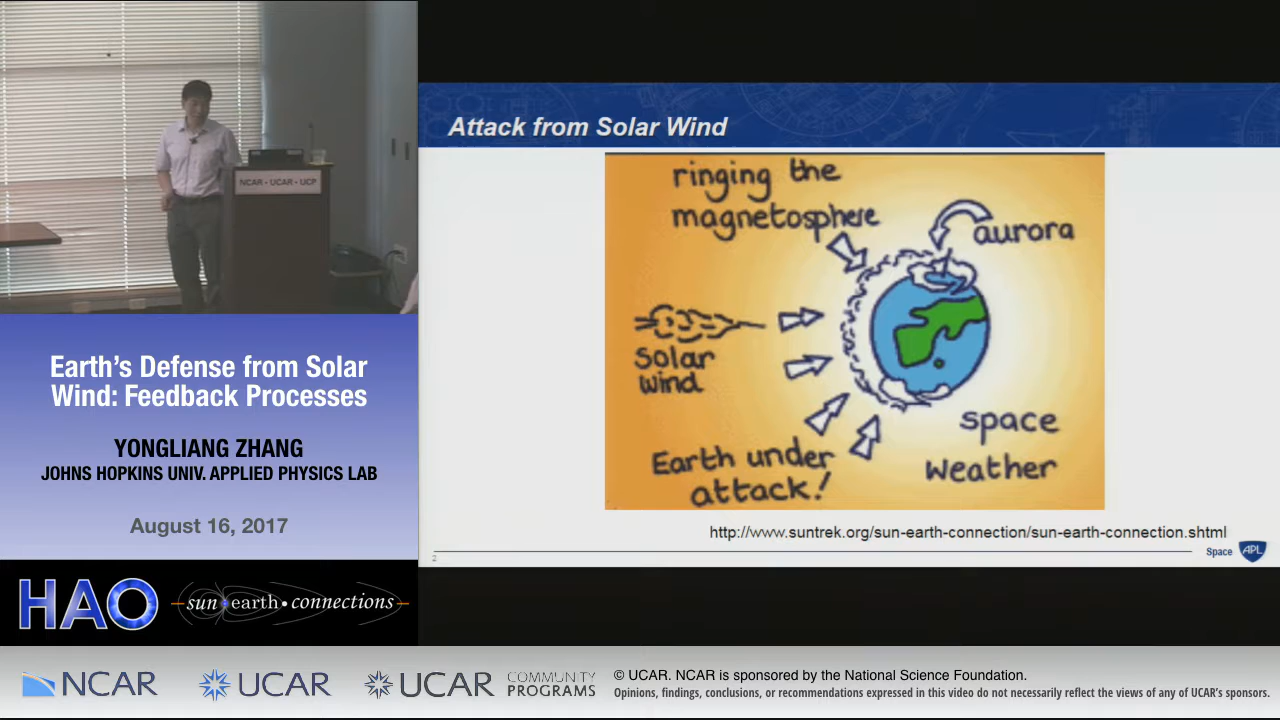 NCAR - UCAR - UCP
Earth's Defense from Solar
Wind: Feedback Processes
YONGLIANG ZHANG
JOHNS HOPKINS UNIV. APPLIED PHYSICS LAB
August 16, 2017
HAO
sun • earth • connections
Attack from Solar Wind
ringing the
magnetosphere
aurora
solar
wind
Earth under
attack!
space
weather
http://www.suntrek.org/sun-earth-connection/sun-earth-connection.shtml
2
Space APL
NCAR
UCAR
UCAR COMMUNITY
PROGRAMS
© UCAR. NCAR is sponsored by the National Science Foundation.
Opinions, findings, conclusions, or recommendations expressed in this video do not necessarily reflect the views of any of UCAR's sponsors.